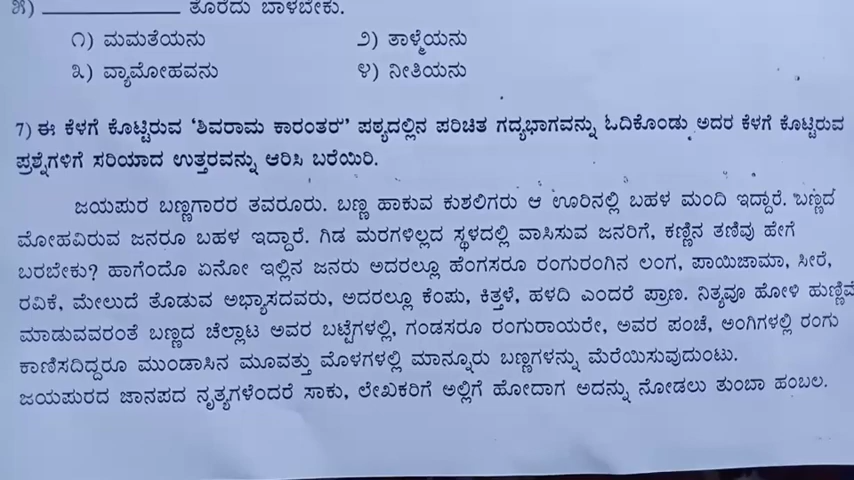 ೫) __________ ತೊರೆದು ಬಾಳಬೇಕು.
೧) ಮಮತೆಯನು ೨) ತಾಳ್ಮೆಯನು
೩) ವ್ಯಾಮೋಹವನು ೪) ನೀತಿಯನು
7) ಈ ಕೆಳಗೆ ಕೊಟ್ಟಿರುವ 'ಶಿವರಾಮ ಕಾರಂತರ' ಪಠ್ಯದಲ್ಲಿನ ಪರಿಚಿತ ಗದ್ಯಭಾಗವನ್ನು ಓದಿಕೊಂಡು ಅದರ ಕೆಳಗೆ ಕೊಟ್ಟಿರುವ
ಪ್ರಶ್ನೆಗಳಿಗೆ ಸರಿಯಾದ ಉತ್ತರವನ್ನು ಆರಿಸಿ ಬರೆಯಿರಿ.
ಜಯಪುರ ಬಣ್ಣಗಾರರ ತವರೂರು. ಬಣ್ಣ ಹಾಕುವ ಕುಶಲಿಗರು ಆ ಊರಿನಲ್ಲಿ ಬಹಳ ಮಂದಿ ಇದ್ದಾರೆ. ಬಣ್ಣದ
ಮೋಹವಿರುವ ಜನರೂ ಬಹಳ ಇದ್ದಾರೆ. ಗಿಡ ಮರಗಳಿಲ್ಲದ ಸ್ಥಳದಲ್ಲಿ ವಾಸಿಸುವ ಜನರಿಗೆ, ಕಣ್ಣಿನ ತಣಿವು ಹೇಗೆ
ಬರಬೇಕು? ಹಾಗೆಂದೊ ಏನೋ ಇಲ್ಲಿನ ಜನರು ಅದರಲ್ಲೂ ಹೆಂಗಸರೂ ರಂಗುರಂಗಿನ ಲಂಗ, ಪಾಯಿಜಾಮಾ, ಸೀರೆ,
ರವಿಕೆ, ಮೇಲುದೆ ತೊಡುವ ಅಭ್ಯಾಸದವರು, ಅದರಲ್ಲೂ ಕೆಂಪು, ಕಿತ್ತಳೆ, ಹಳದಿ ಎಂದರೆ ಪ್ರಾಣ. ನಿತ್ಯವೂ ಹೋಳಿ ಹುಣ್ಣಿಮೆ
ಮಾಡುವವರಂತೆ ಬಣ್ಣದ ಚೆಲ್ಲಾಟ ಅವರ ಬಟ್ಟೆಗಳಲ್ಲಿ, ಗಂಡಸರೂ ರಂಗುರಾಯರೇ, ಅವರ ಪಂಚೆ, ಅಂಗಿಗಳಲ್ಲಿ ರಂಗು
ಕಾಣಿಸದಿದ್ದರೂ ಮುಂಡಾಸಿನ ಮೂವತ್ತು ಮೊಳಗಳಲ್ಲಿ ಮಾನ್ನೂರು ಬಣ್ಣಗಳನ್ನು ಮೆರೆಯಿಸುವುದುಂಟು.
ಜಯಪುರದ ಜಾನಪದ ನೃತ್ಯಗಳೆಂದರೆ ಸಾಕು, ಲೇಖಕರಿಗೆ ಅಲ್ಲಿಗೆ ಹೋದಾಗ ಅದನ್ನು ನೋಡಲು ತುಂಬಾ ಹಂಬಲ.